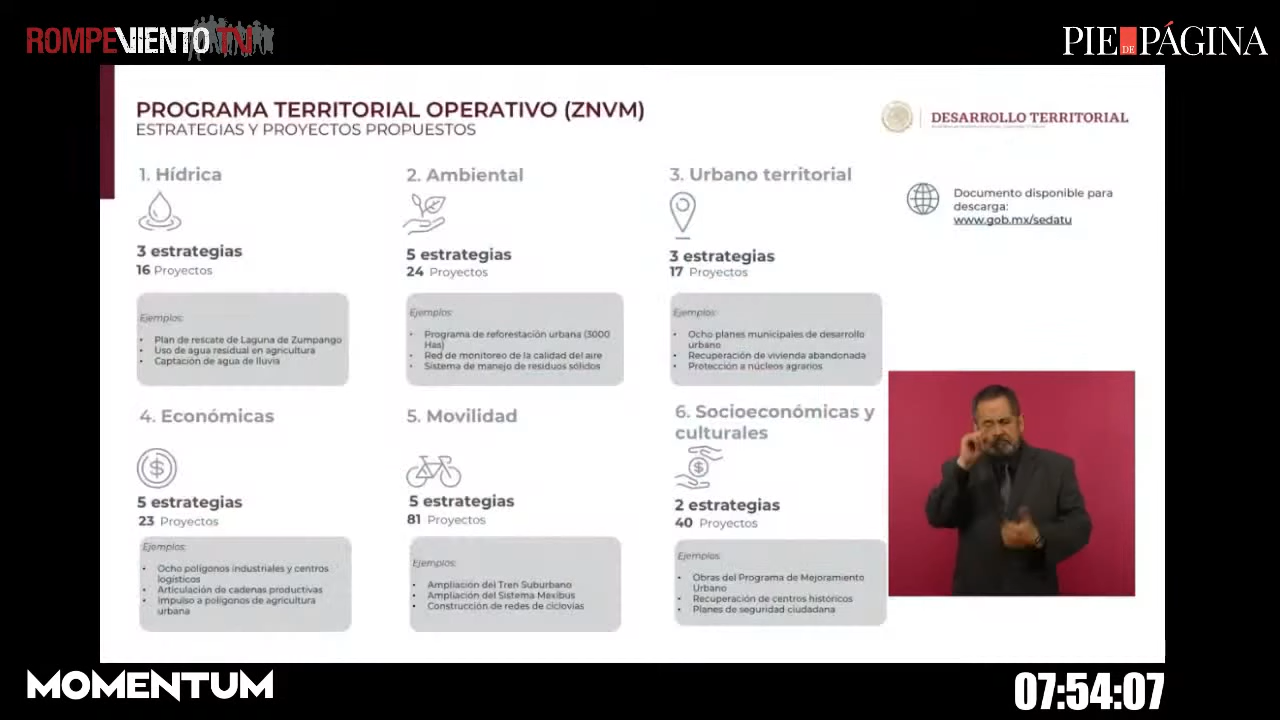 ROMPEVIENTO TV
PIE DE PÁGINA
PROGRAMA TERRITORIAL OPERATIVO (ZNVM)
ESTRATEGIAS Y PROYECTOS PROPUESTOS
DESARROLLO TERRITORIAL
1. Hídrica
3 estrategias
16 Proyectos
Ejemplos:
• Plan de rescate de Laguna de Zumpango
• Uso de agua residual en agricultura
• Captación de agua de lluvia
2. Ambiental
5 estrategias
24 Proyectos
Ejemplos:
• Programa de reforestación urbana (3000
Has)
• Red de monitoreo de la calidad del aire
• Sistema de manejo de residuos sólidos
3. Urbano territorial
3 estrategias
17 Proyectos
Ejemplos:
• Ocho planes municipales de desarrollo
urbano
• Recuperación de vivienda abandonada
• Protección a núcleos agrarios
Documento disponible para
descarga:
www.gob.mx/sedatu
4. Económicas
5 estrategias
23 Proyectos
Ejemplos:
• Ocho polígonos industriales y centros
logísticos
• Articulación de cadenas productivas
• Impulso a polígonos de agricultura
urbana
5. Movilidad
5 estrategias
81 Proyectos
Ejemplos:
• Ampliación del Tren Suburbano
• Ampliación del Sistema Mexibus
• Construcción de redes de ciclovías
6. Socioeconómicas y
culturales
2 estrategias
40 Proyectos
Ejemplos:
• Obras del Programa de Mejoramiento
Urbano
• Recuperación de centros históricos
• Planes de seguridad ciudadana
MOMENTUM
07:54:07